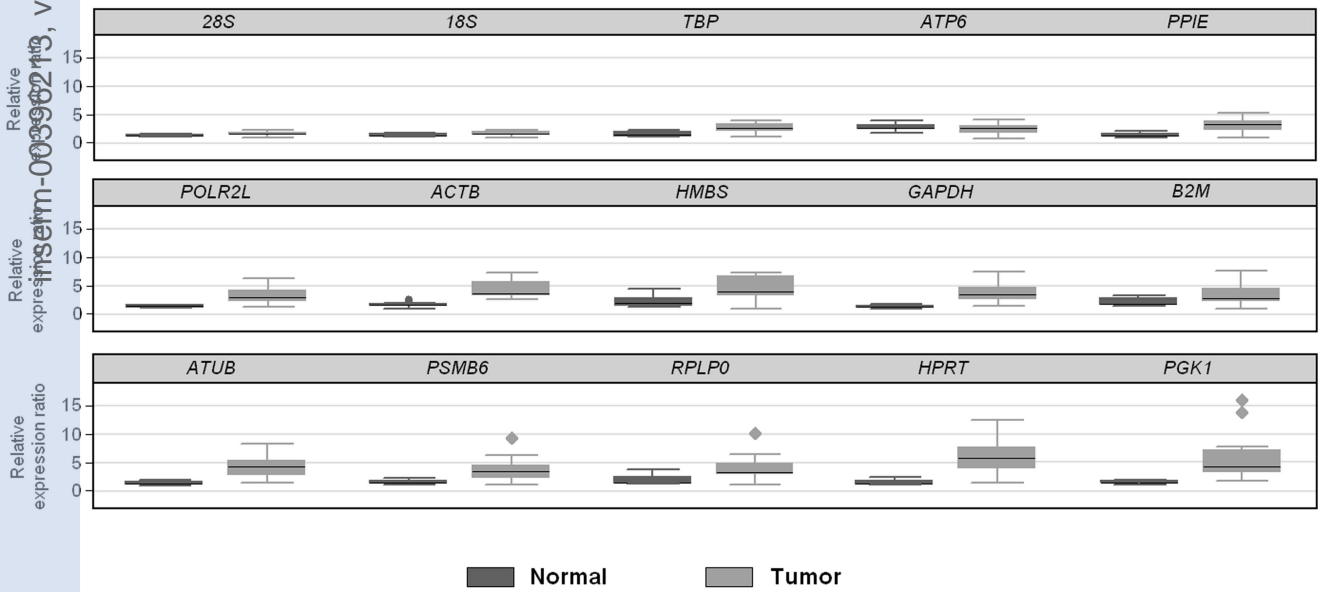 inserm-00396213, v
28S 18S TBP ATP6 PPIE
Relative
expression ratio
15
10
5
0
POLR2L ACTB HMBS GAPDH B2M
Relative
expression ratio
15
10
5
0
ATUB PSMB6 RPLP0 HPRT PGK1
Relative
expression ratio
15
10
5
0
Normal Tumor